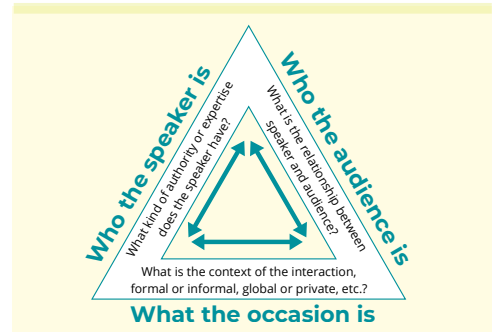 Who the speaker is
What kind of authority or expertise
does the speaker have?
Who the audience is
What is the relationship between
speaker and audience?
What is the context of the interaction,
formal or informal, global or private, etc.?
What the occasion is